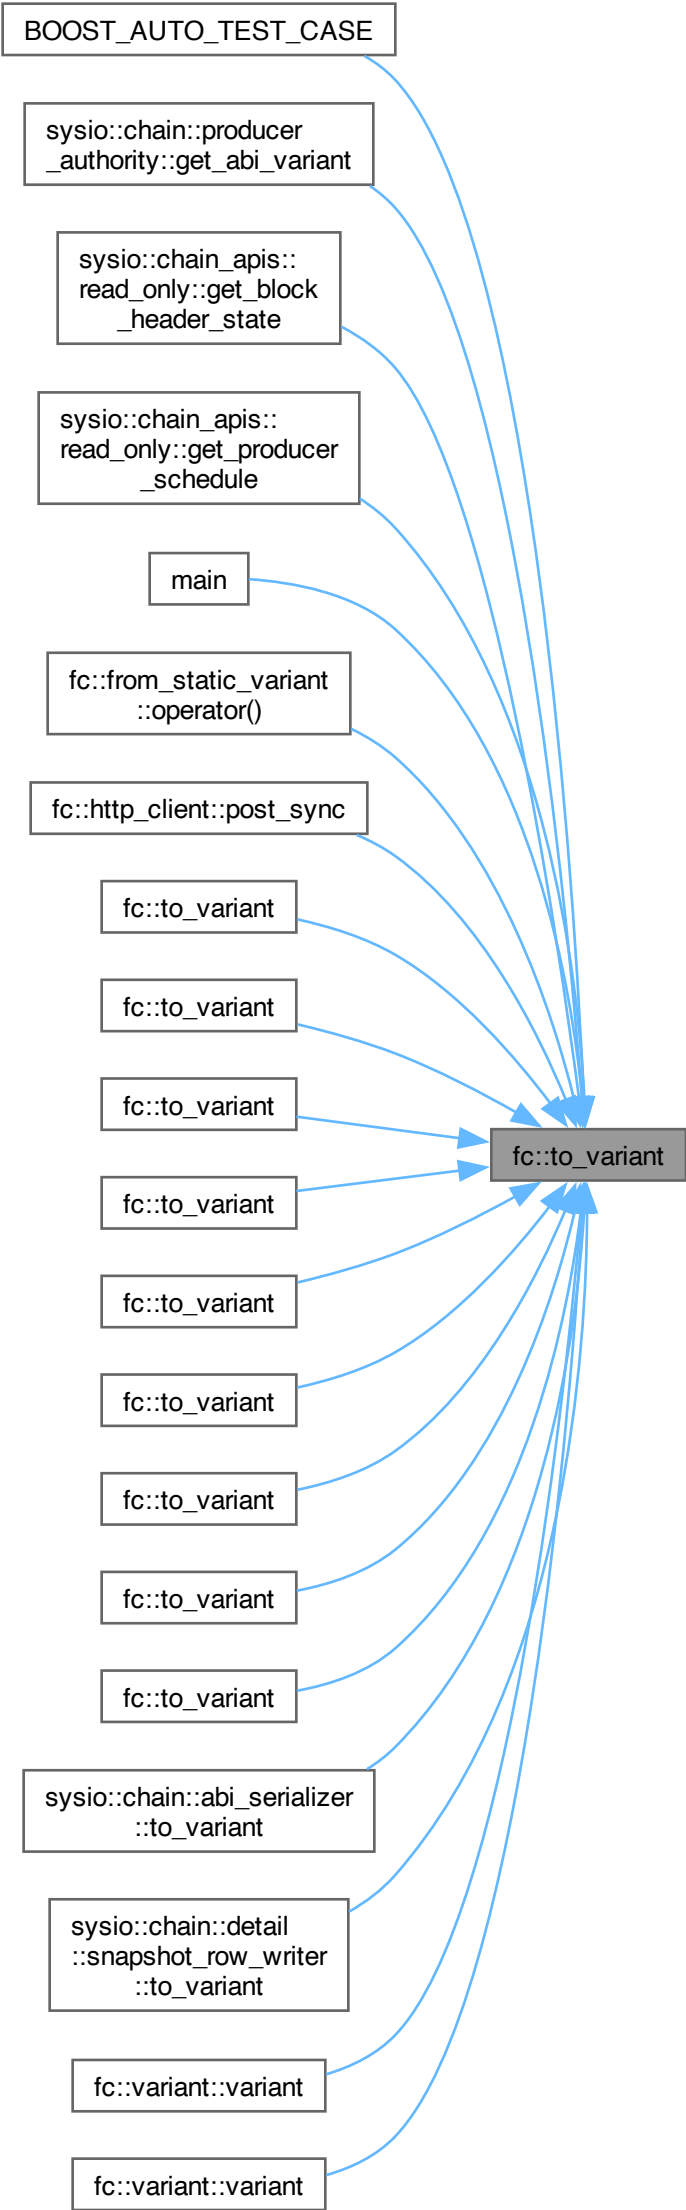 BOOST_AUTO_TEST_CASE
sysio::chain::producer
_authority::get_abi_variant
sysio::chain_apis::
read_only::get_block
_header_state
sysio::chain_apis::
read_only::get_producer
_schedule
main
fc::from_static_variant
::operator()
fc::http_client::post_sync
fc::to_variant
fc::to_variant
fc::to_variant
fc::to_variant
fc::to_variant
fc::to_variant
fc::to_variant
fc::to_variant
fc::to_variant
sysio::chain::abi_serializer
::to_variant
sysio::chain::detail
::snapshot_row_writer
::to_variant
fc::variant::variant
fc::variant::variant
fc::to_variant